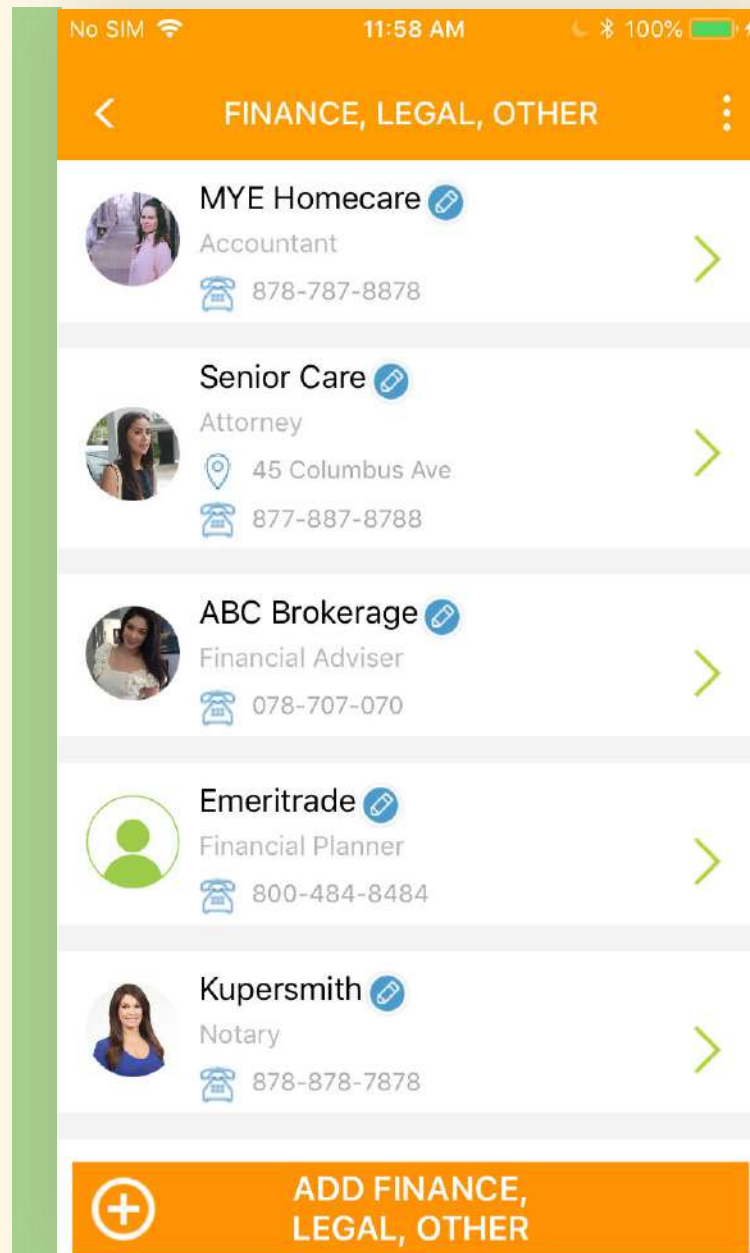 No SIM 11:58 AM 100%
FINANCE, LEGAL, OTHER
MYE Homecare
Accountant
878-787-8878
Senior Care
Attorney
45 Columbus Ave
877-887-8788
ABC Brokerage
Financial Adviser
078-707-070
Emeritrade
Financial Planner
800-484-8484
Kupersmith
Notary
878-878-7878
ADD FINANCE,
LEGAL, OTHER